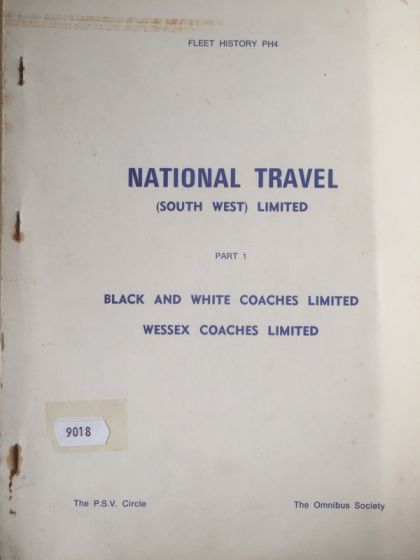 FLEET HISTORY PH4
NATIONAL TRAVEL
(SOUTH WEST) LIMITED
PART 1
BLACK AND WHITE COACHES LIMITED
WESSEX COACHES LIMITED
9018
The P.S.V. Circle
The Omnibus Society